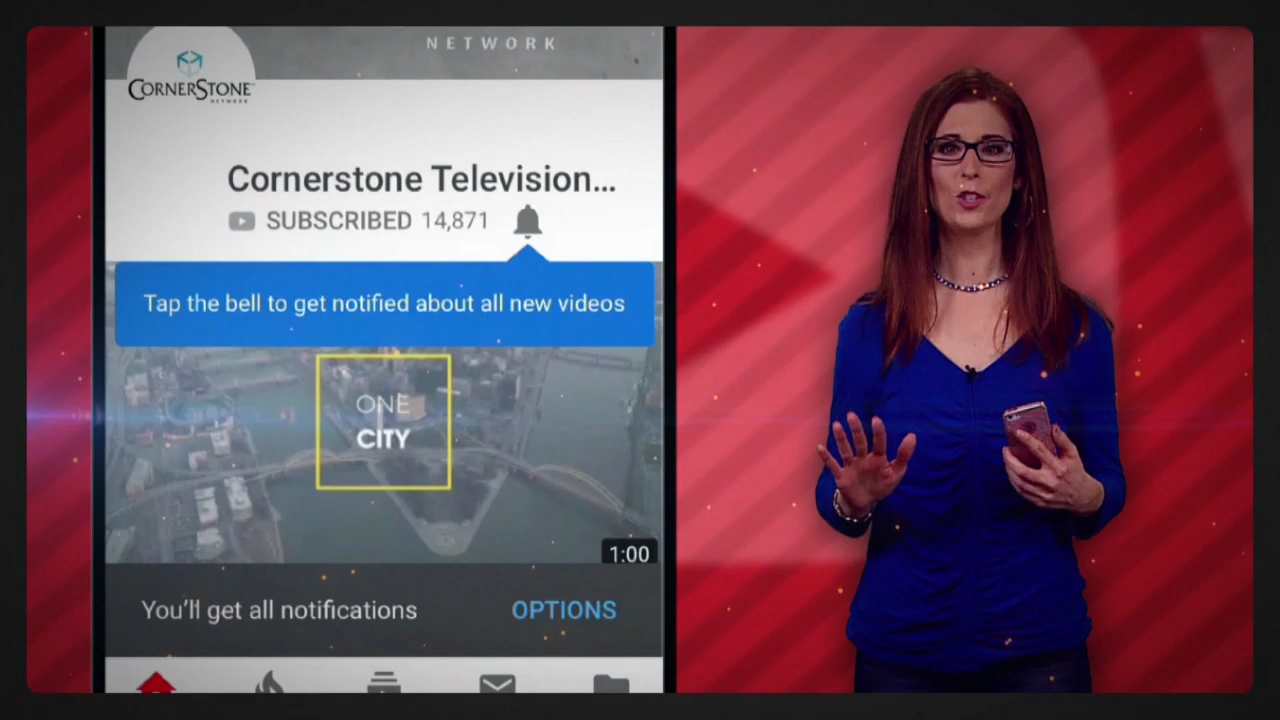 NETWORK
CORNERSTONE
NETWORK
Cornerstone Television...
SUBSCRIBED 14,871
Tap the bell to get notified about all new videos
ONE
CITY
1:00
You'll get all notifications
OPTIONS